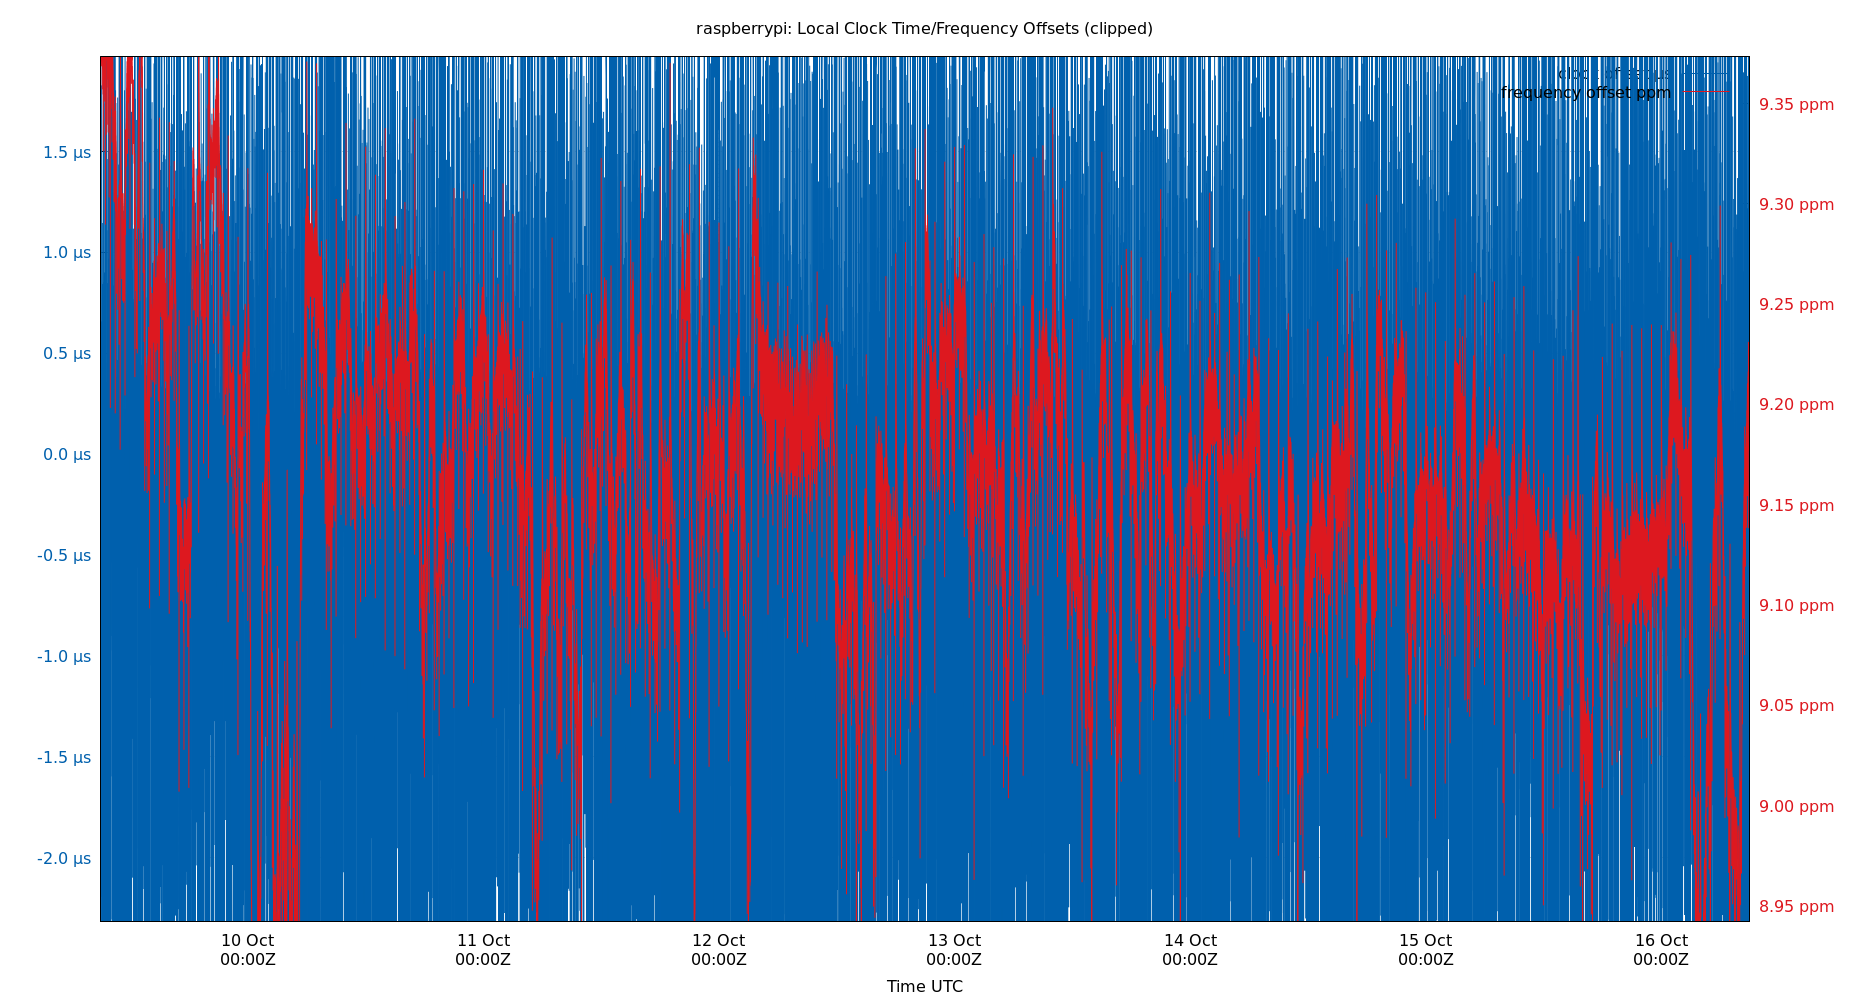 raspberrypi: Local Clock Time/Frequency Offsets (clipped)
clock offset µs
frequency offset ppm
1.5 µs
1.0 µs
0.5 µs
0.0 µs
-0.5 µs
-1.0 µs
-1.5 µs
-2.0 µs
9.35 ppm
9.30 ppm
9.25 ppm
9.20 ppm
9.15 ppm
9.10 ppm
9.05 ppm
9.00 ppm
8.95 ppm
10 Oct 11 Oct 12 Oct 13 Oct 14 Oct 15 Oct 16 Oct
00:00Z 00:00Z 00:00Z 00:00Z 00:00Z 00:00Z 00:00Z
Time UTC